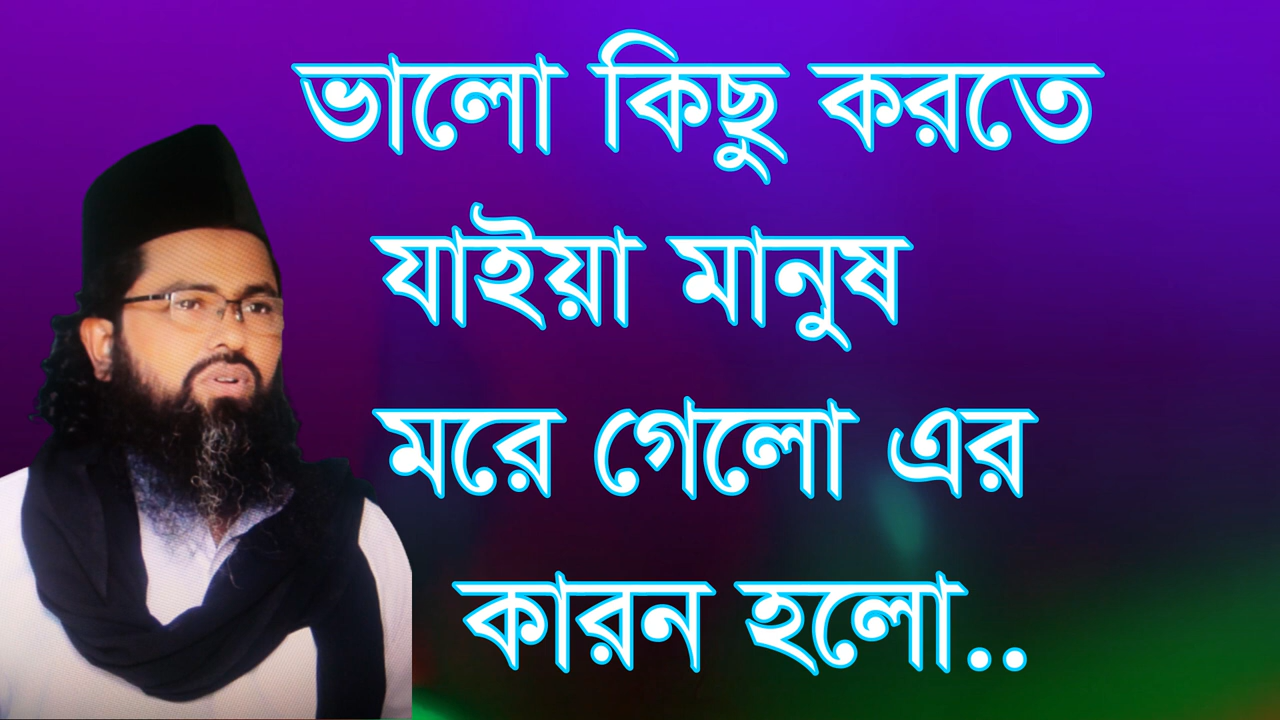 ভালো কিছু করতে
যাইয়া মানুষ
মরে গেলো এর
কারন হলো..